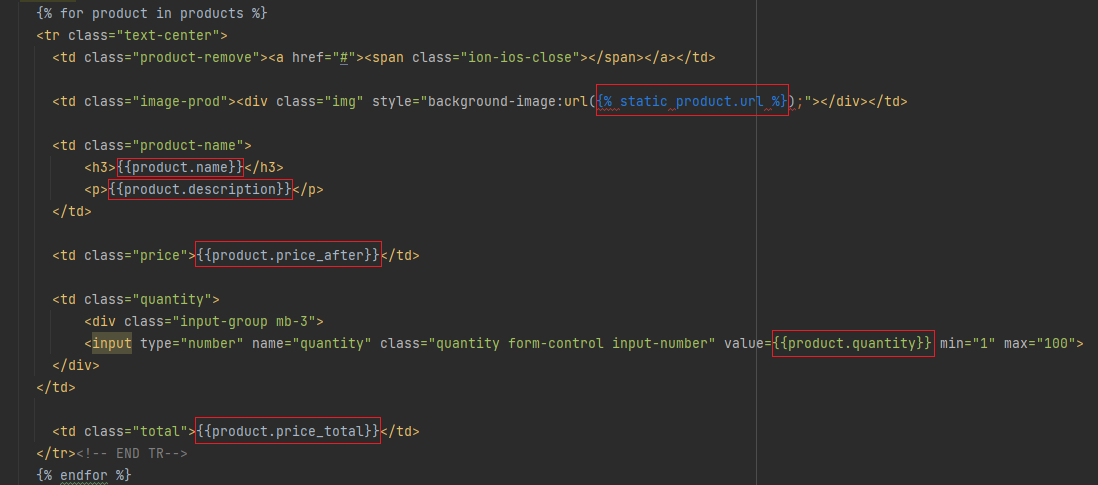 {% for product in products %}
<tr class="text-center">
<td class="product-remove"><a href="#"><span class="ion-ios-close"></span></a></td>
<td class="image-prod"><div class="img" style="background-image:url({% static product.url %});"></div></td>
<td class="product-name">
<h3>{{product.name}}</h3>
<p>{{product.description}}</p>
</td>
<td class="price">{{product.price_after}}</td>
<td class="quantity">
<div class="input-group mb-3">
<input type="number" name="quantity" class="quantity form-control input-number" value={{product.quantity}} min="1" max="100">
</div>
</td>
<td class="total">{{product.price_total}}</td>
</tr><!-- END TR-->
{% endfor %}